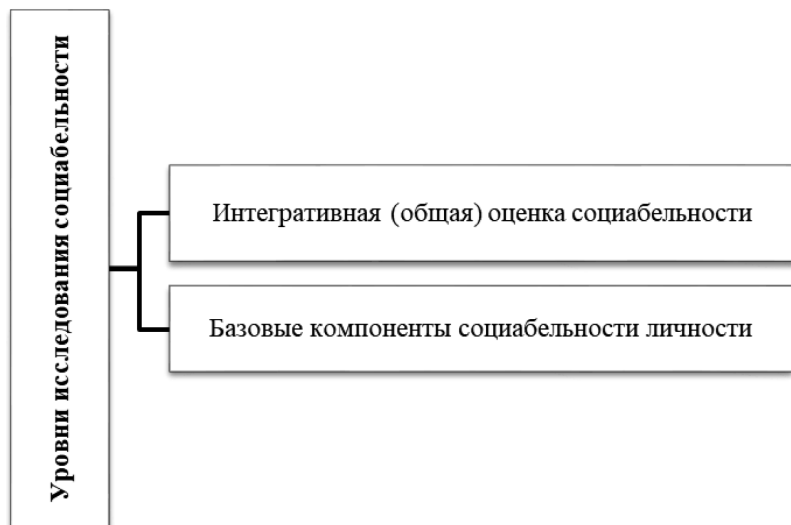 Уровни исследования социабельности
Интегративная (общая) оценка социабельности
Базовые компоненты социабельности личности